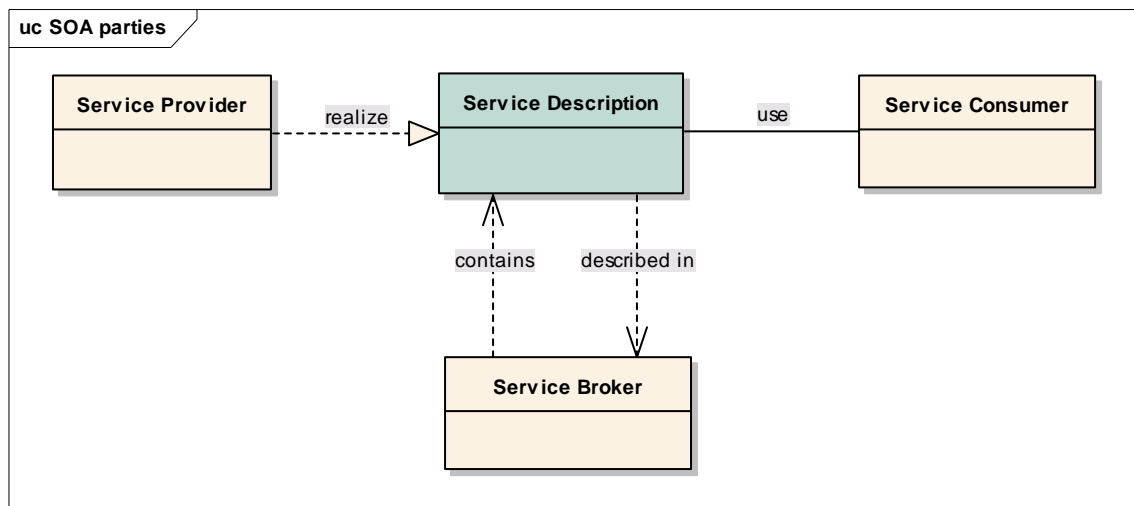 uc SOA parties
Service Provider
realize
Service Description
use
Service Consumer
contains
described in
Service Broker